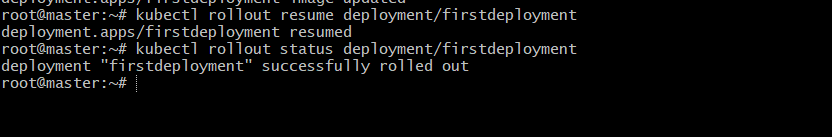 deployment.apps/firstdeployment image updated
root@master:~# kubectl rollout resume deployment/firstdeployment
deployment.apps/firstdeployment resumed
root@master:~# kubectl rollout status deployment/firstdeployment
deployment "firstdeployment" successfully rolled out
root@master:~#